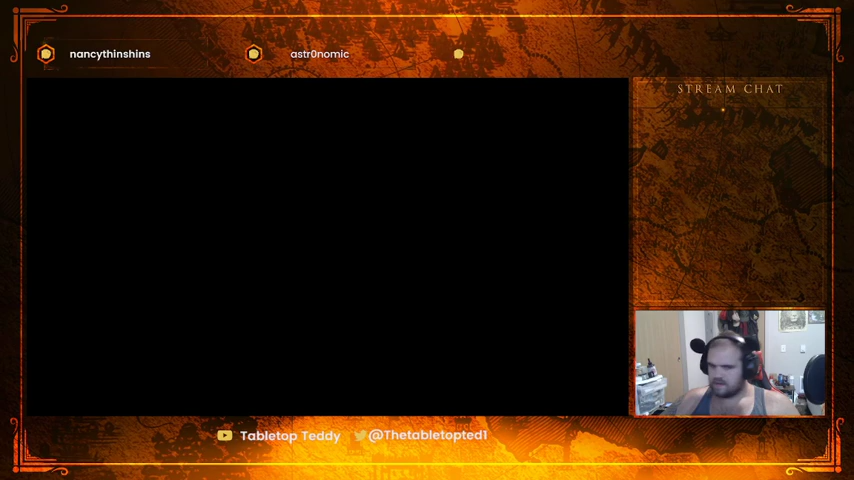 nancythinshins
astr0nomic
STREAM CHAT
Tabletop Teddy
@Thetabletopted1